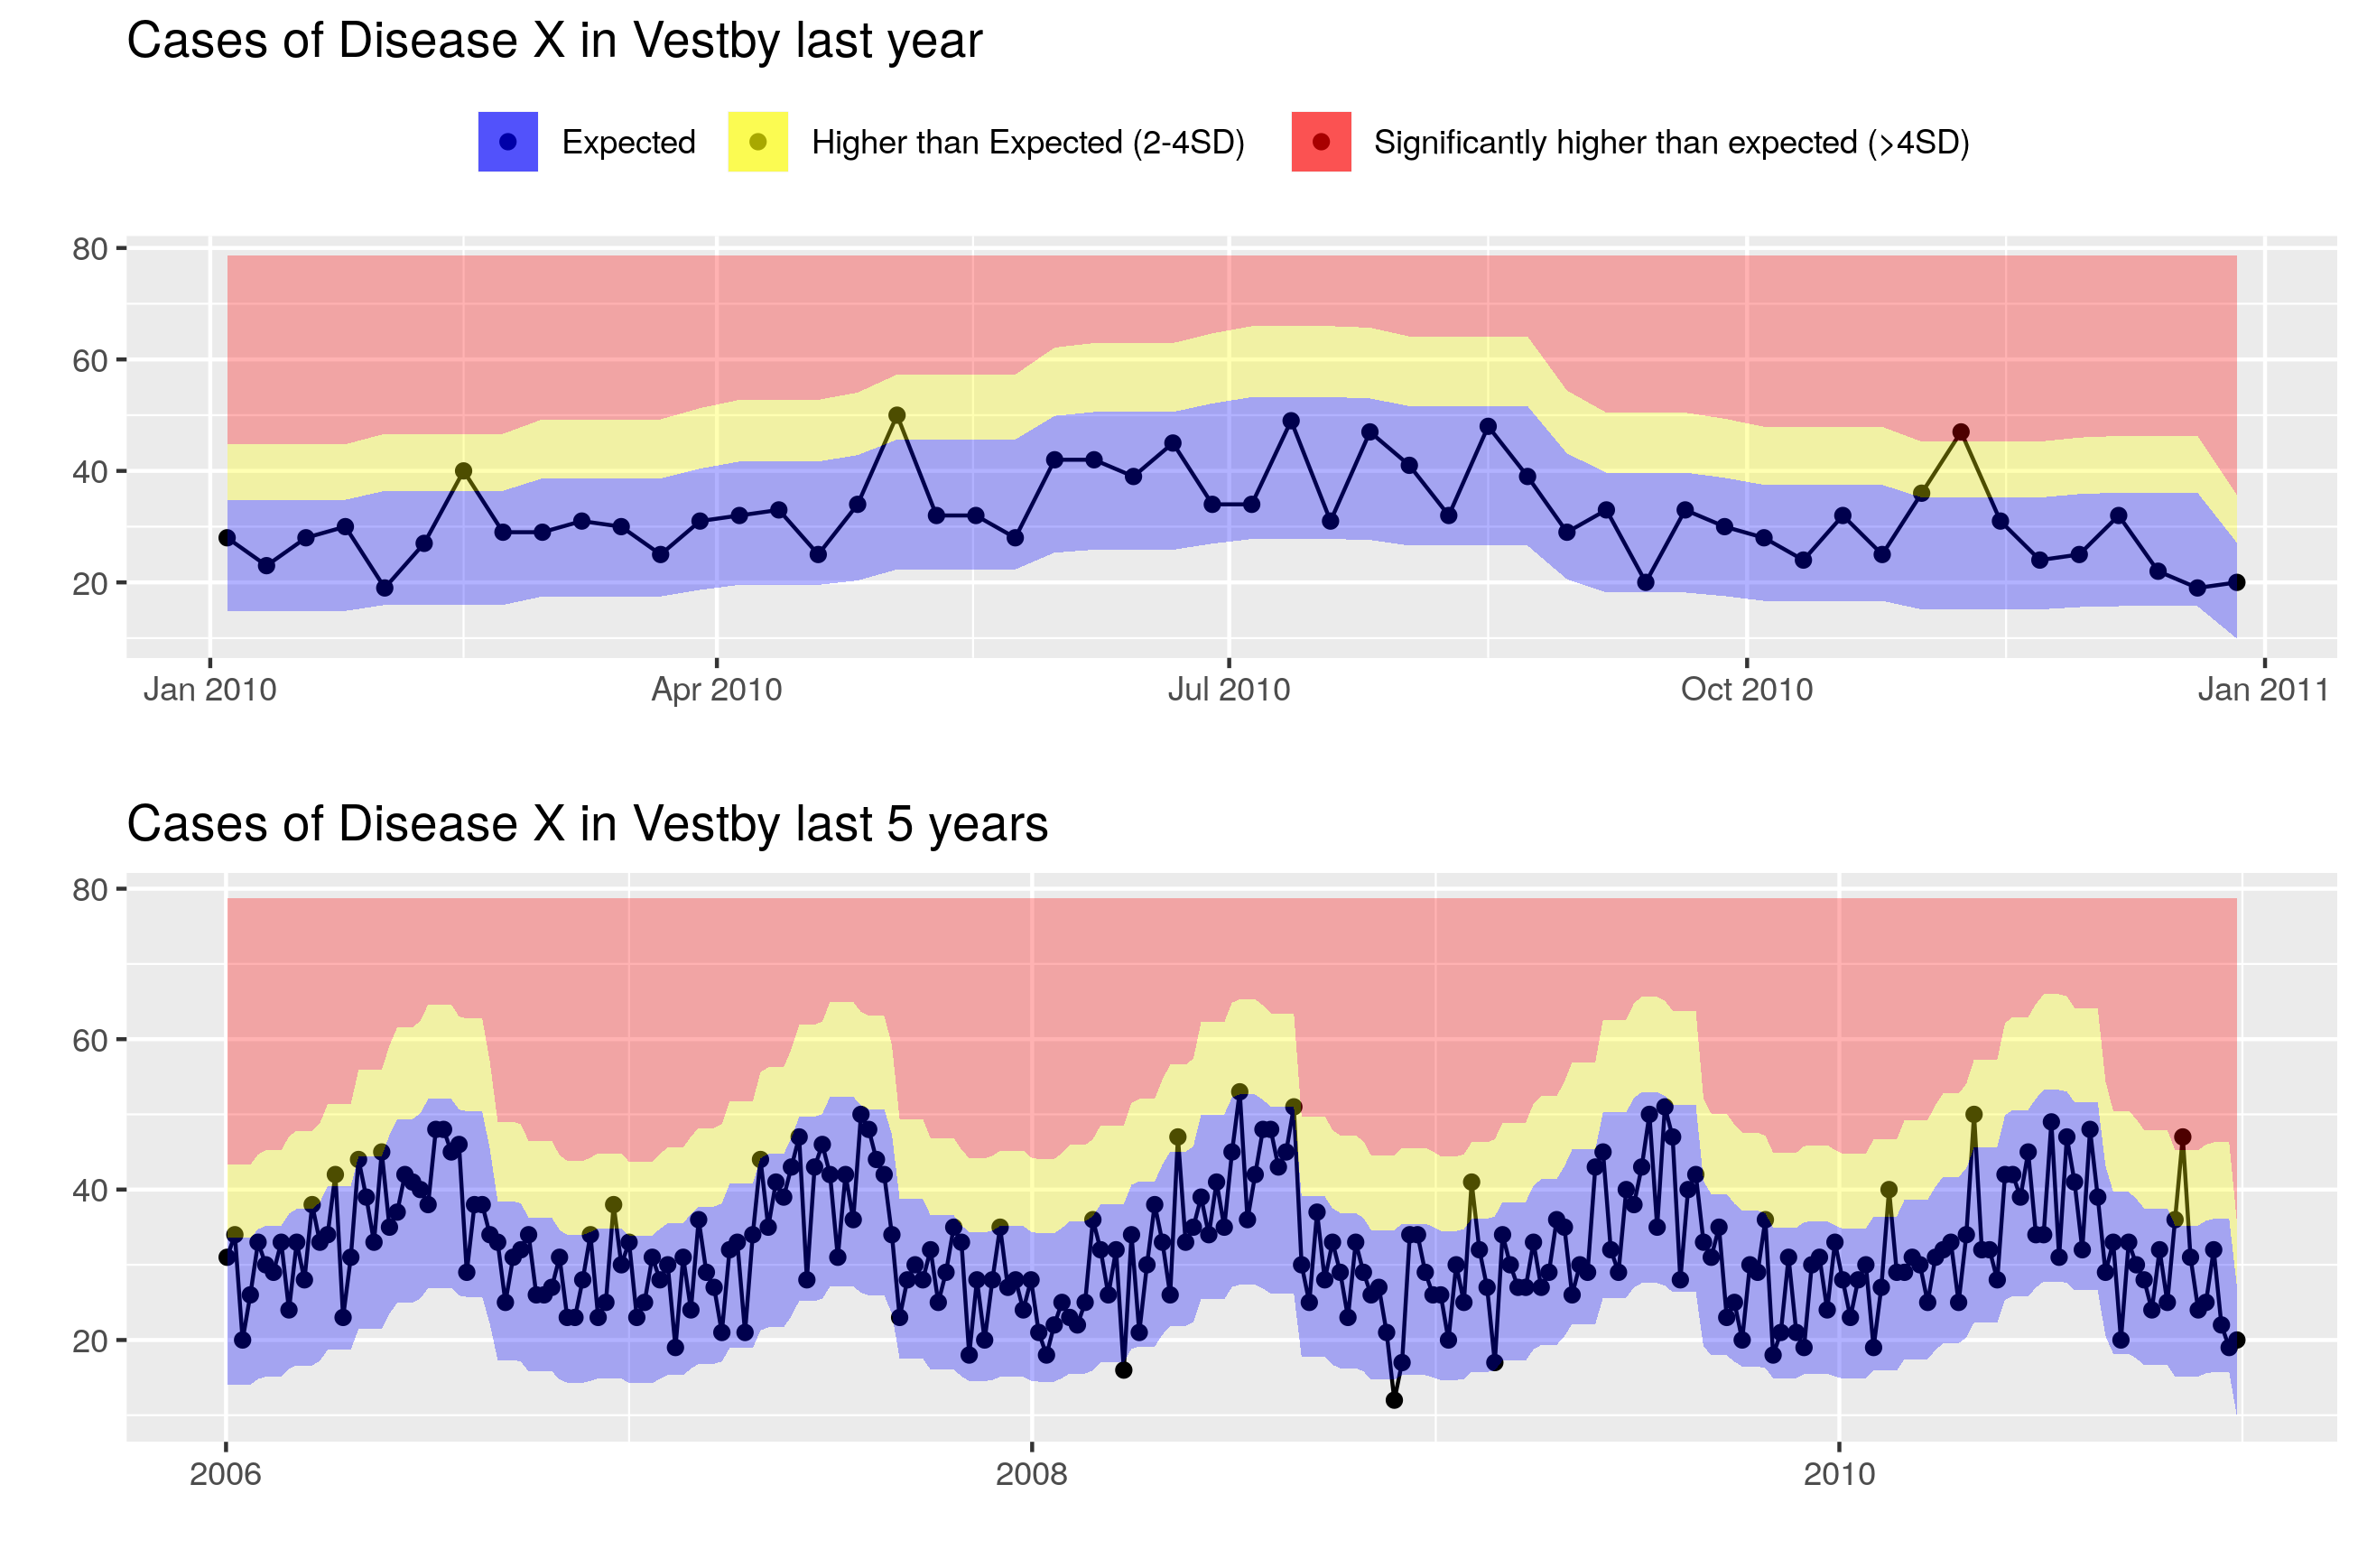 Cases of Disease X in Vestby last year
Expected Higher than Expected (2-4SD) Significantly higher than expected (>4SD)
80
60
40
20
Jan 2010 Apr 2010 Jul 2010 Oct 2010 Jan 2011
Cases of Disease X in Vestby last 5 years
80
60
40
20
2006 2008 2010